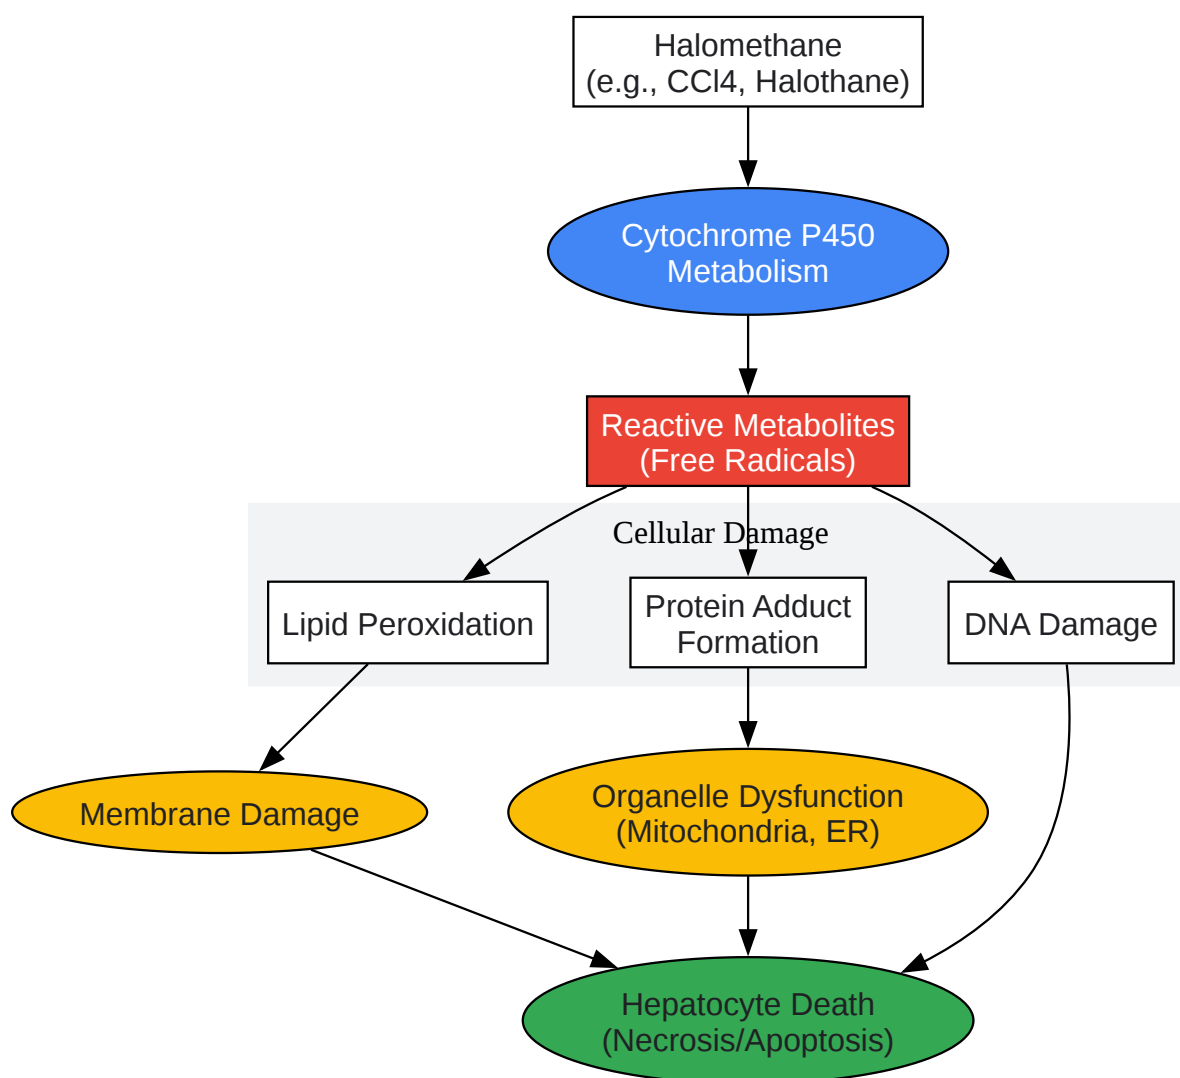 Halomethane
(e.g., CCl4, Halothane)
Cytochrome P450
Metabolism
Reactive Metabolites
(Free Radicals)
Cellular Damage
Lipid Peroxidation
Protein Adduct
Formation
DNA Damage
Membrane Damage
Organelle Dysfunction
(Mitochondria, ER)
Hepatocyte Death
(Necrosis/Apoptosis)